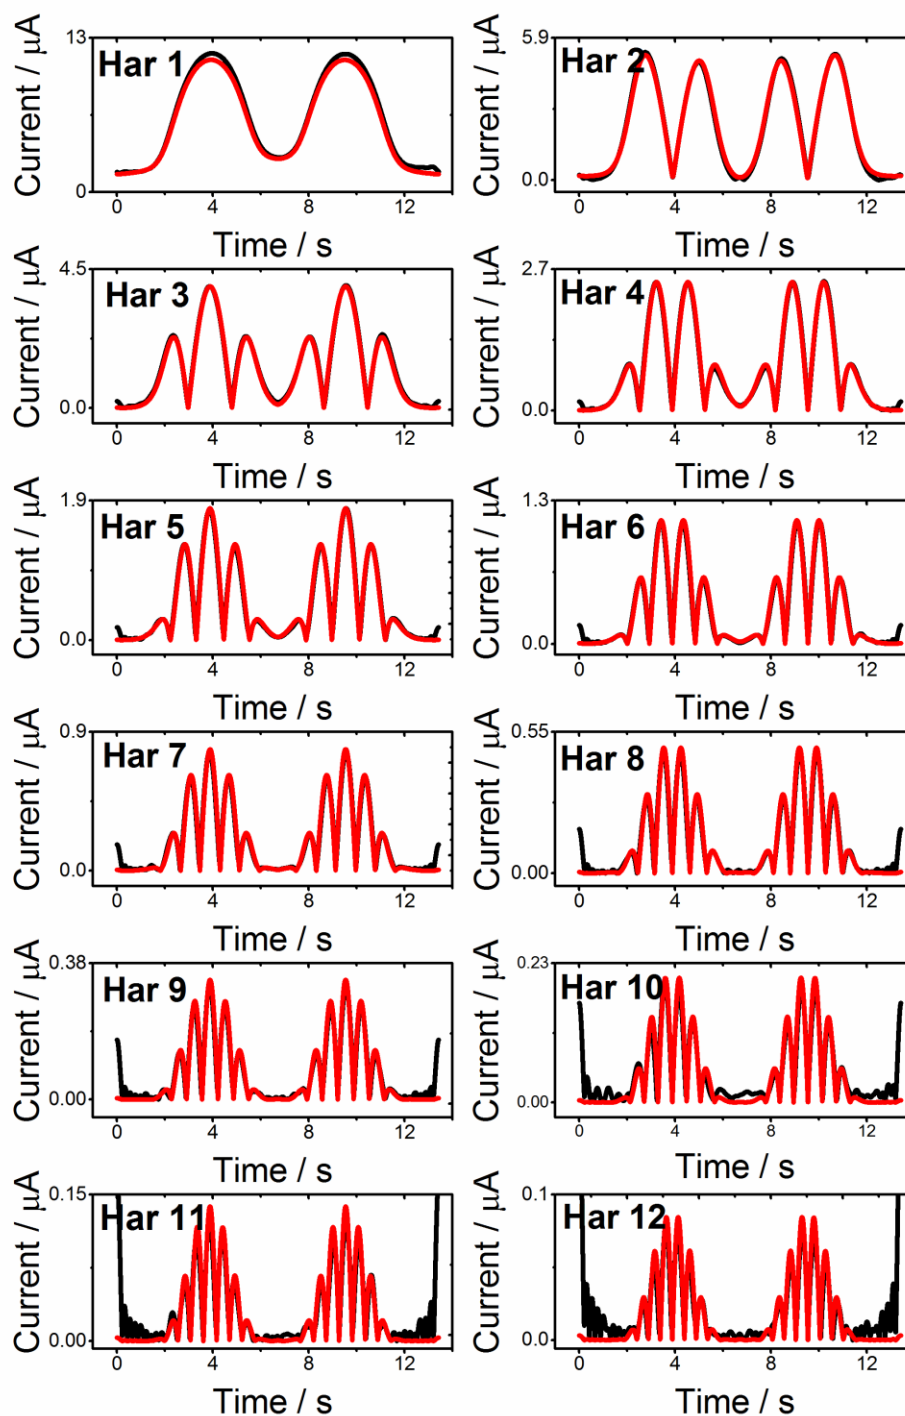 Current / μA
13
0
Har 1
0 4 8 12
Time / s
Current / μA
5.9
0.0
Har 2
0 4 8 12
Time / s
Current / μA
4.5
0.0
Har 3
0 4 8 12
Time / s
Current / μA
2.7
0.0
Har 4
0 4 8 12
Time / s
Current / μA
1.9
0.0
Har 5
0 4 8 12
Time / s
Current / μA
1.3
0.0
Har 6
0 4 8 12
Time / s
Current / μA
0.9
0.0
Har 7
0 4 8 12
Time / s
Current / μA
0.55
0.00
Har 8
0 4 8 12
Time / s
Current / μA
0.38
0.00
Har 9
0 4 8 12
Time / s
Current / μA
0.23
0.00
Har 10
0 4 8 12
Time / s
Current / μA
0.15
0.00
Har 11
0 4 8 12
Time / s
Current / μA
0.1
0.0
Har 12
0 4 8 12
Time / s